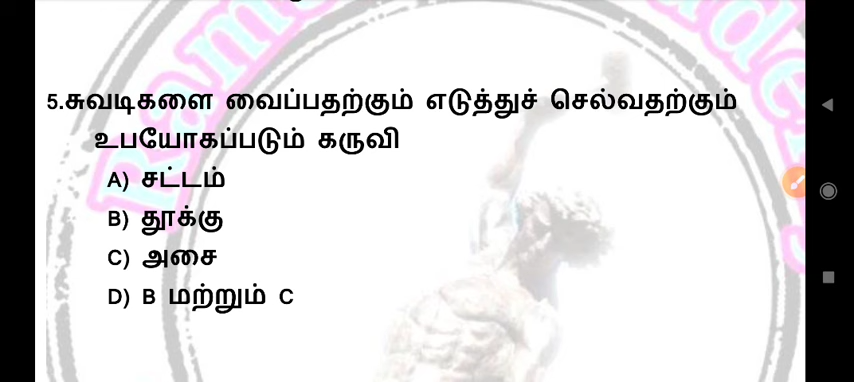 5.சுவடிகளை வைப்பதற்கும் எடுத்துச் செல்வதற்கும்
உபயோகப்படும் கருவி
A) சட்டம்
B) தூக்கு
C) அசை
D) B மற்றும் C